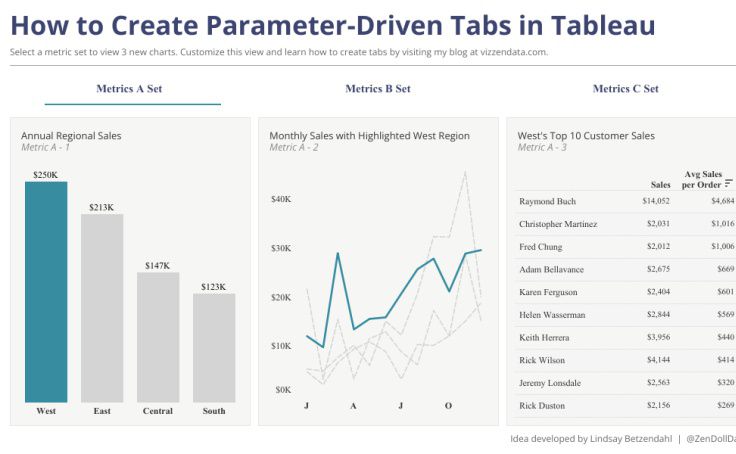 How to Create Parameter-Driven Tabs in Tableau
Select a metric set to view 3 new charts. Customize this view and learn how to create tabs by visiting my blog at vizzendata.com.
Metrics A Set
Metrics B Set
Metrics C Set
Annual Regional Sales
Metric A - 1
$250K
$213K
$147K
$123K
West East Central South
Monthly Sales with Highlighted West Region
Metric A - 2
$40K
$30K
$20K
$10K
$0K
J A J O
West's Top 10 Customer Sales
Metric A - 3
Avg Sales
Sales per Order
Raymond Buch $14,052 $4,684
Christopher Martinez $2,031 $1,016
Fred Chung $2,012 $1,006
Adam Bellavance $2,675 $669
Karen Ferguson $2,404 $601
Helen Wasserman $2,844 $569
Keith Herrera $3,956 $440
Rick Wilson $4,144 $414
Jeremy Lonsdale $2,563 $320
Rick Duston $2,156 $269
Idea developed by Lindsay Betzendahl | @ZenDollDa